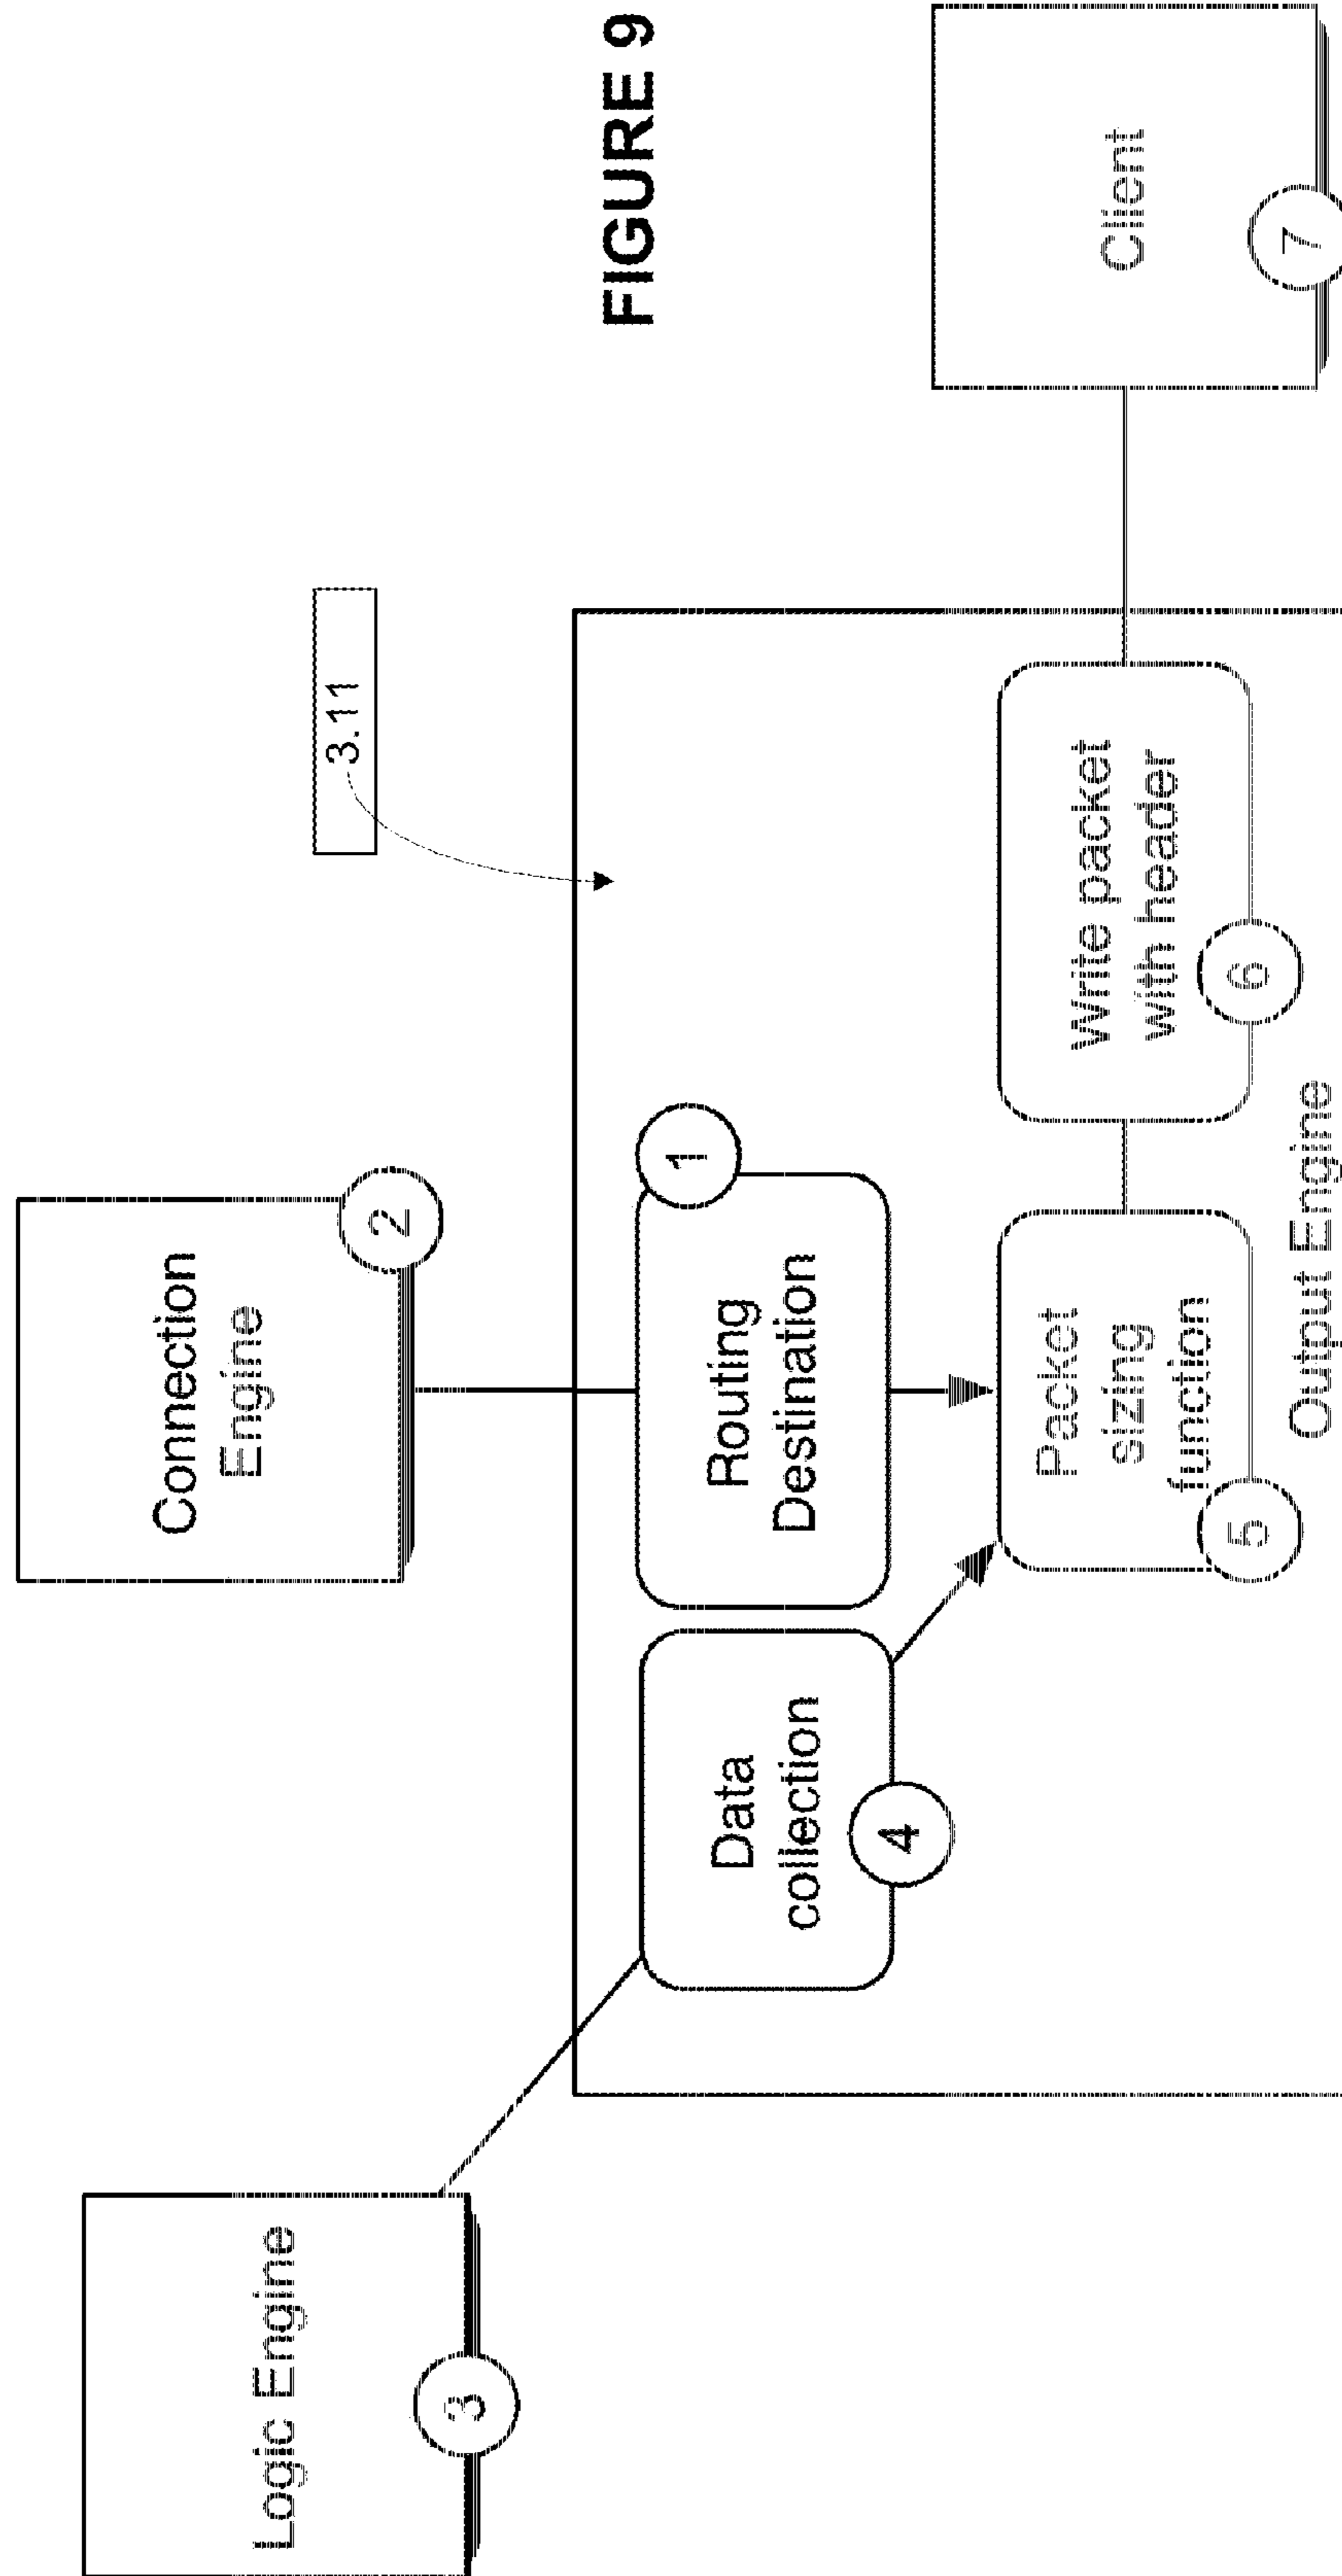 FIGURE 9
3.11
Connection
Engine
2
Logic Engine
3
Data
collection
4
Routing
Destination
1
Packet
sizing
function
5
Write packet
with header
6
Output Engine
Client
7